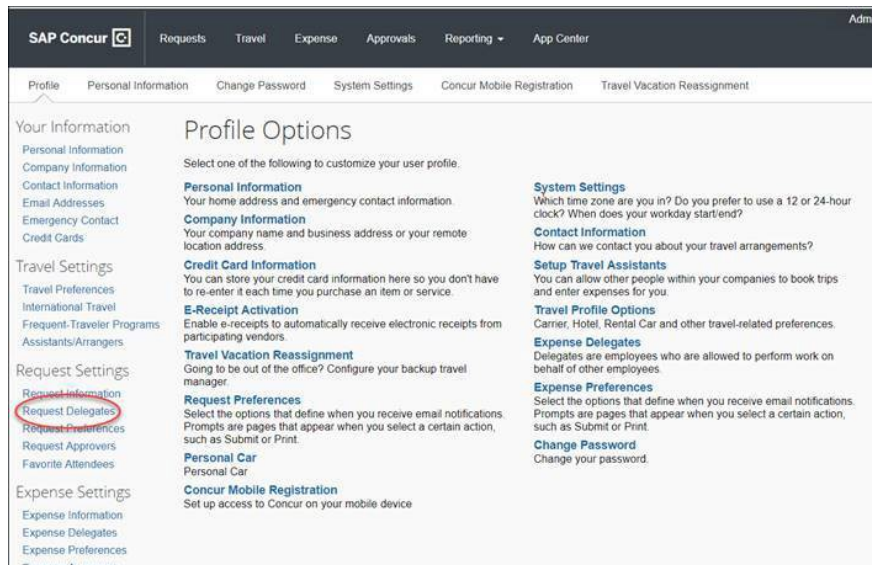 Adm
SAP Concur C
Requests Travel Expense Approvals Reporting App Center
Profile Personal Information Change Password System Settings Concur Mobile Registration Travel Vacation Reassignment
Your Information
Personal Information
Company Information
Contact Information
Email Addresses
Emergency Contact
Credit Cards
Travel Settings
Travel Preferences
International Travel
Frequent-Traveler Programs
Assistants/Arrangers
Request Settings
Request Information
Request Delegates
Request Preferences
Request Approvers
Favorite Attendees
Expense Settings
Expense Information
Expense Delegates
Expense Preferences
Profile Options
Select one of the following to customize your user profile.
Personal Information
Your home address and emergency contact information.
Company Information
Your company name and business address or your remote
location address.
Credit Card Information
You can store your credit card information here so you don't have
to re-enter it each time you purchase an item or service.
E-Receipt Activation
Enable e-receipts to automatically receive electronic receipts from
participating vendors.
Travel Vacation Reassignment
Going to be out of the office? Configure your backup travel
manager.
Request Preferences
Select the options that define when you receive email notifications.
Prompts are pages that appear when you select a certain action,
such as Submit or Print.
Personal Car
Personal Car
Concur Mobile Registration
Set up access to Concur on your mobile device
System Settings
Which time zone are you in? Do you prefer to use a 12 or 24-hour
clock? When does your workday start/end?
Contact Information
How can we contact you about your travel arrangements?
Setup Travel Assistants
You can allow other people within your companies to book trips
and enter expenses for you.
Travel Profile Options
Carrier, Hotel, Rental Car and other travel-related preferences.
Expense Delegates
Delegates are employees who are allowed to perform work on
behalf of other employees.
Expense Preferences
Select the options that define when you receive email notifications.
Prompts are pages that appear when you select a certain action,
such as Submit or Print.
Change Password
Change your password.